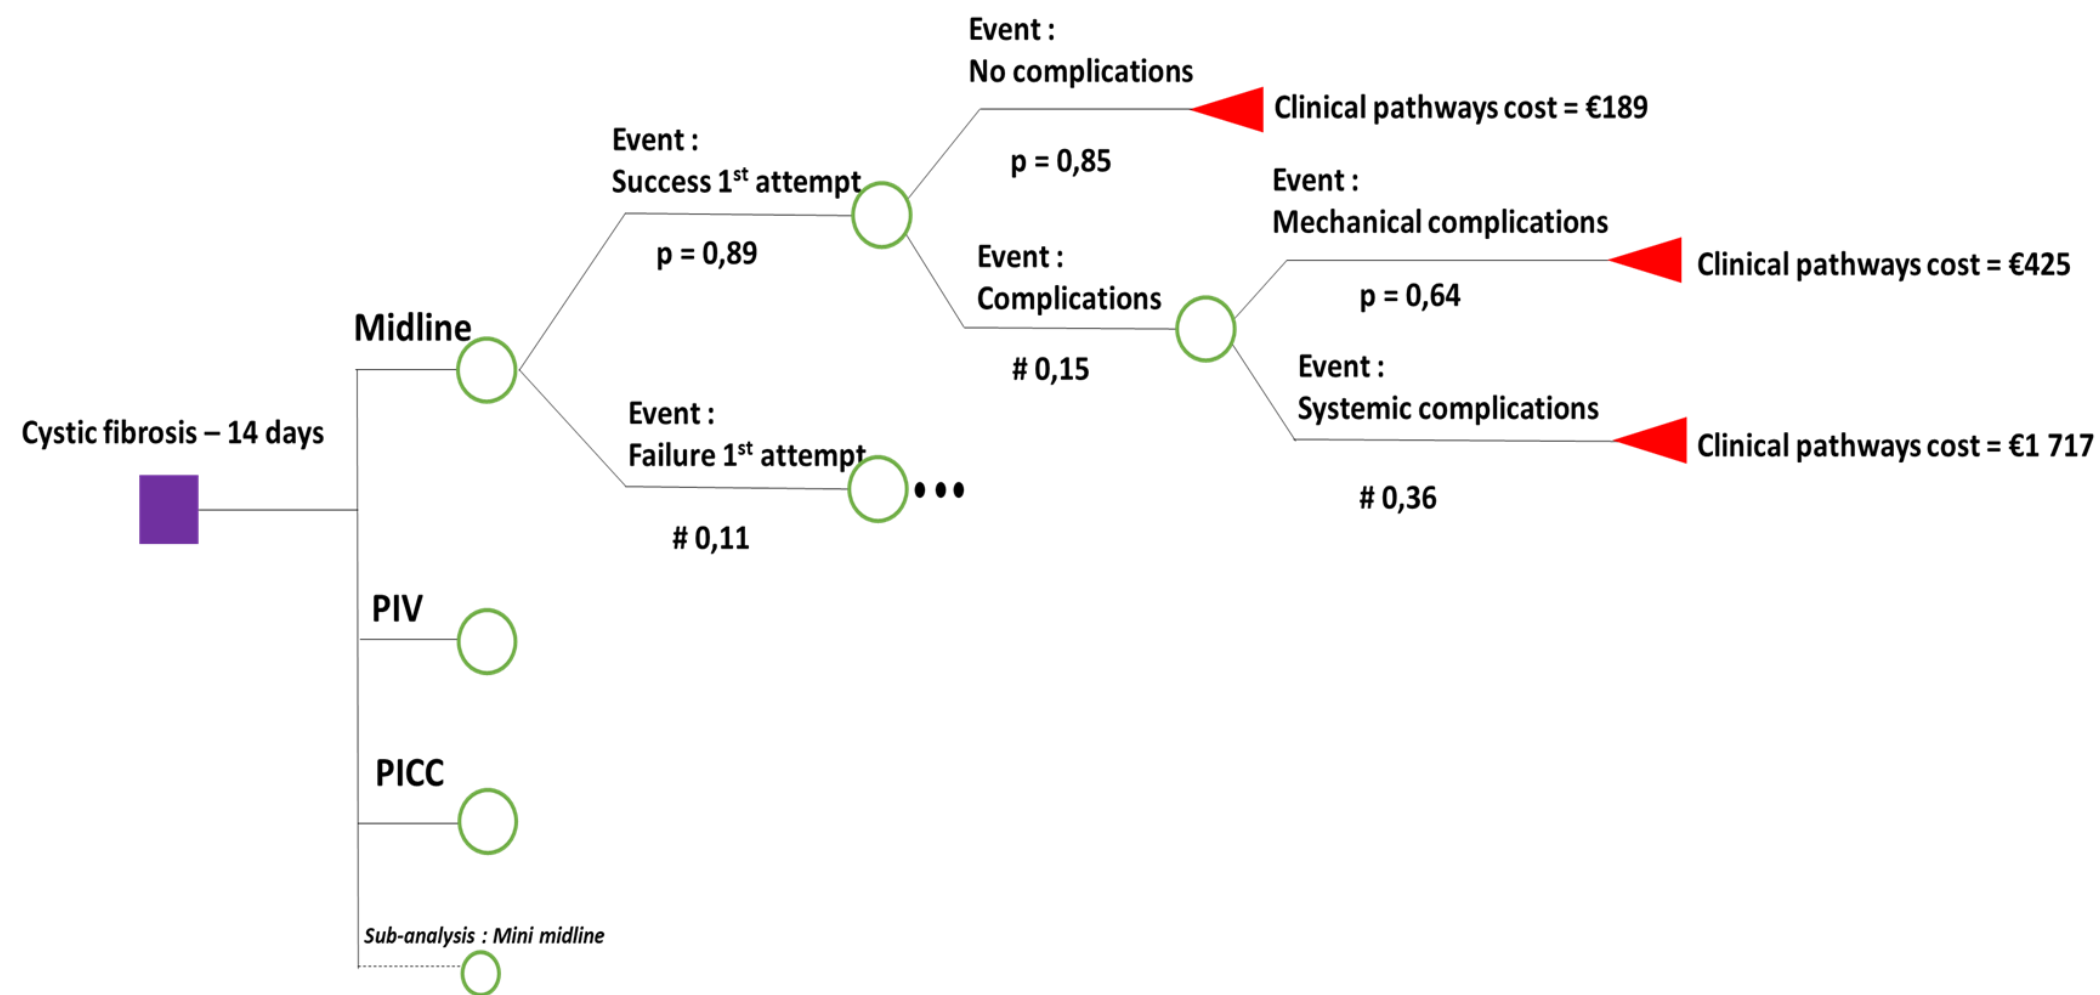 Event :
No complications
Clinical pathways cost = €189
p = 0,85
Event :
Success 1st attempt
p = 0,89
Event :
Mechanical complications
Clinical pathways cost = €425
p = 0,64
Event :
Complications
# 0,15
Event :
Systemic complications
Clinical pathways cost = €1 717
# 0,36
Midline
Event :
Failure 1st attempt
•••
# 0,11
Cystic fibrosis – 14 days
PIV
PICC
Sub-analysis : Mini midline